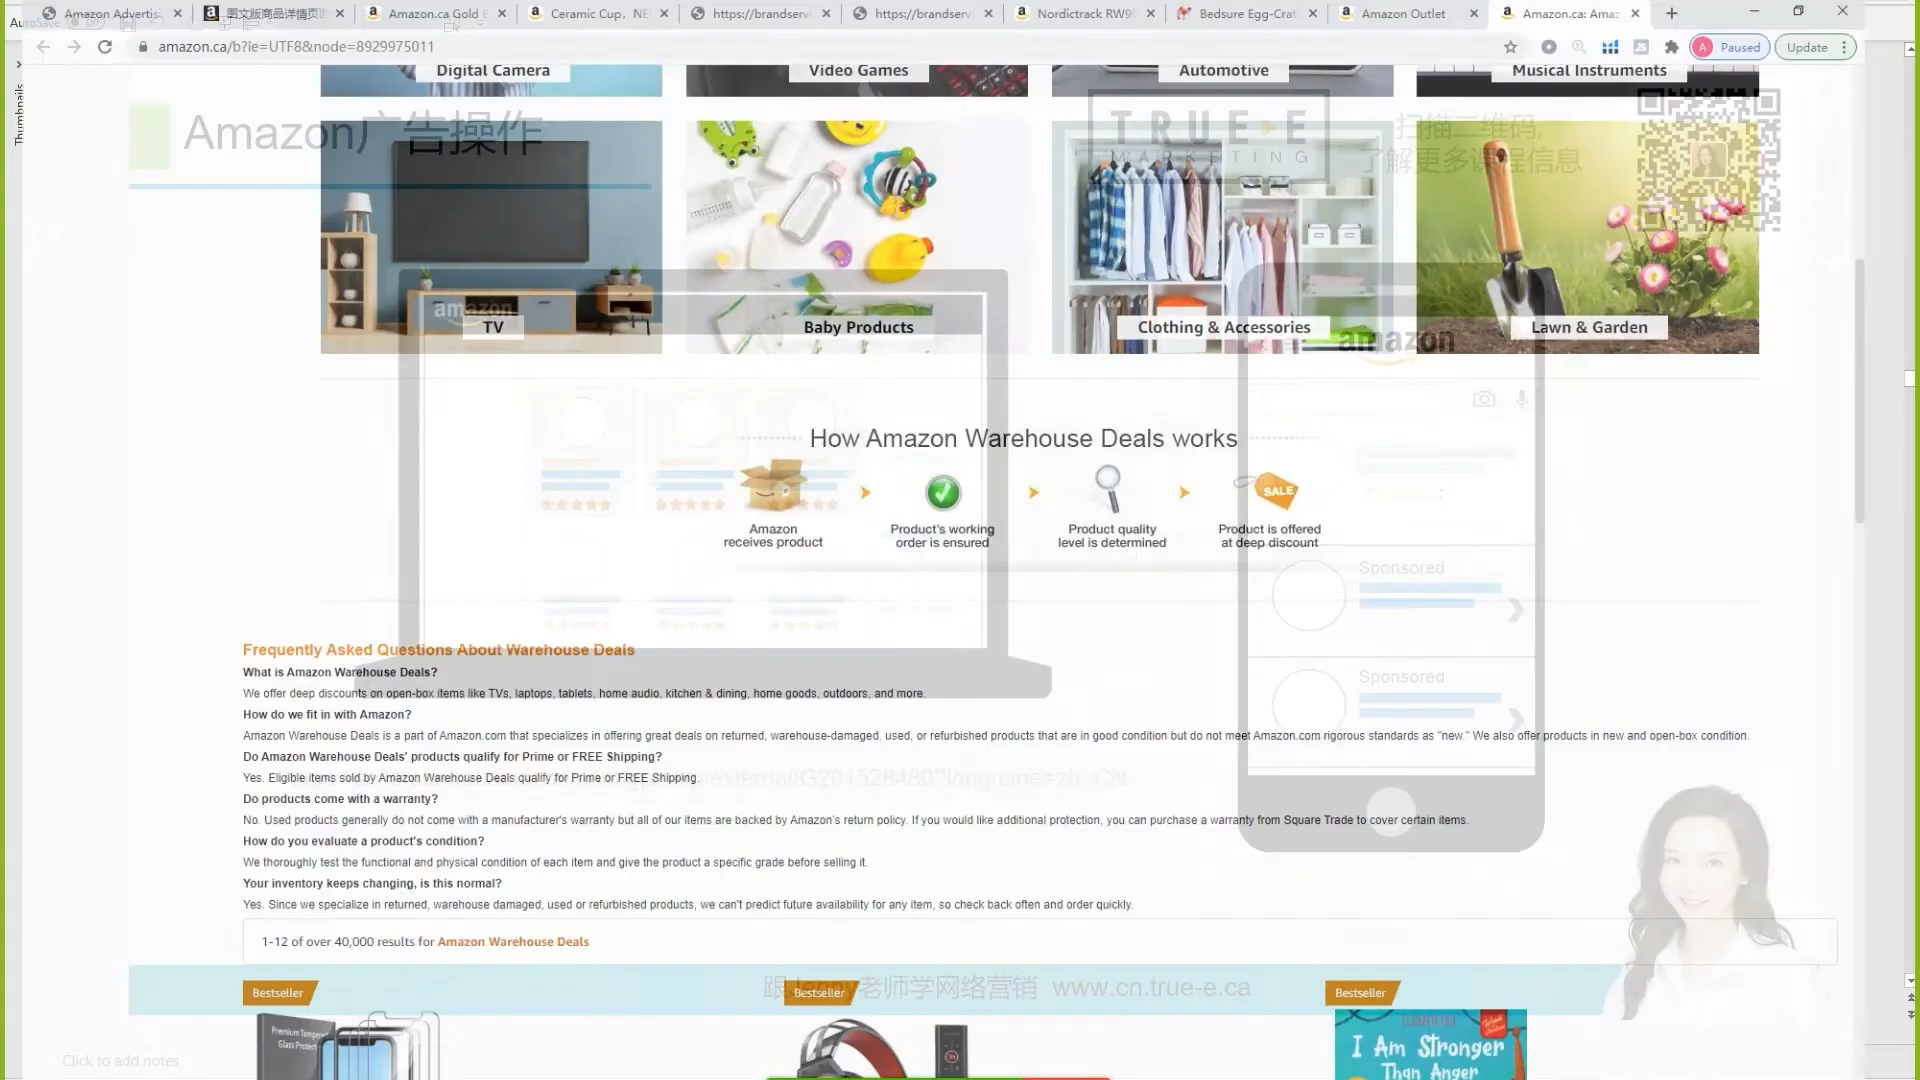 AutoSave
Off
Amazon Advertisi
图文版商品详情页
Amazon.ca Gold B
Ceramic Cup, NE
https://brandserv
https://brandserv
Nordictrack RW90
Bedsure Egg-Crat
Amazon Outlet
Amazon.ca: Amaz
amazon.ca/b?ie=UTF8&node=8929975011
A Paused
Update
Thumbnails
Digital Camera
Video Games
Automotive
Musical Instruments
Amazon广告操作
TRUE E
MARKETING
扫描二维码,
了解更多课程信息
amazon
TV
Baby Products
Clothing & Accessories
Lawn & Garden
amazon
How Amazon Warehouse Deals works
SALE
Amazon
receives product
Product's working
order is ensured
Product quality
level is determined
Product is offered
at deep discount
Sponsored
Sponsored
Frequently Asked Questions About Warehouse Deals
What is Amazon Warehouse Deals?
We offer deep discounts on open-box items like TVs, laptops, tablets, home audio, kitchen & dining, home goods, outdoors, and more.
How do we fit in with Amazon?
Amazon Warehouse Deals is a part of Amazon.com that specializes in offering great deals on returned, warehouse-damaged, used, or refurbished products that are in good condition but do not meet Amazon.com rigorous standards as "new." We also offer products in new and open-box condition.
Do Amazon Warehouse Deals' products qualify for Prime or FREE Shipping?
Yes. Eligible items sold by Amazon Warehouse Deals qualify for Prime or FREE Shipping.
/external/G201528480?language=zh_CN
Do products come with a warranty?
No. Used products generally do not come with a manufacturer's warranty but all of our items are backed by Amazon's return policy. If you would like additional protection, you can purchase a warranty from Square Trade to cover certain items.
How do you evaluate a product's condition?
We thoroughly test the functional and physical condition of each item and give the product a specific grade before selling it.
Your inventory keeps changing, is this normal?
Yes. Since we specialize in returned, warehouse damaged, used or refurbished products, we can't predict future availability for any item, so check back often and order quickly.
1-12 of over 40,000 results for Amazon Warehouse Deals
Bestseller
Bestseller
Bestseller
跟Jenny老师学网络营销 www.cn.true-e.ca
Premium Temper
Glass Protect
I Am Stronger
Than Anger
Click to add notes